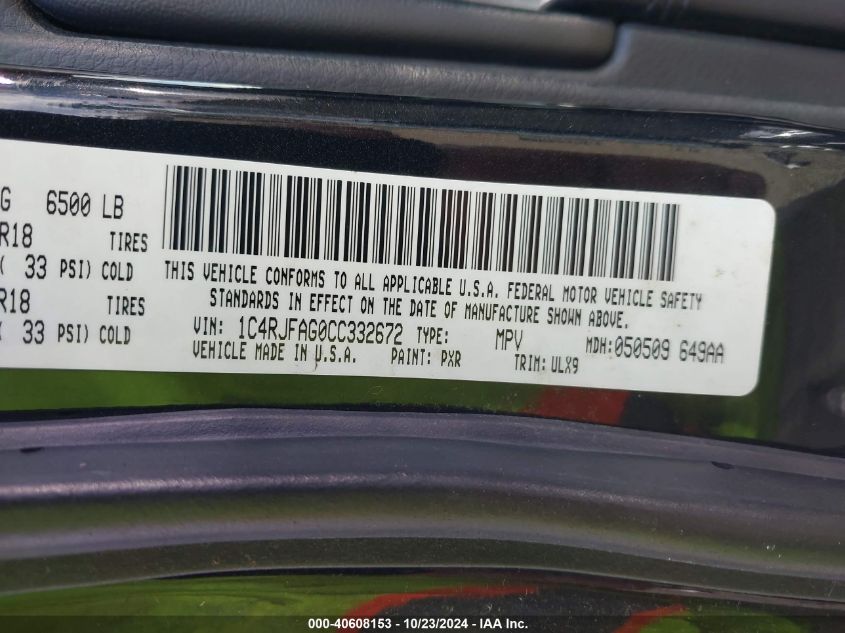 G 6500 LB
R18 TIRES
( 33 PSI) COLD
R18 TIRES
( 33 PSI) COLD
THIS VEHICLE CONFORMS TO ALL APPLICABLE U.S.A. FEDERAL MOTOR VEHICLE SAFETY
STANDARDS IN EFFECT ON THE DATE OF MANUFACTURE SHOWN ABOVE.
VIN: 1C4RJFAG0CC332672 TYPE: MPV MDH:050509 649AA
VEHICLE MADE IN U.S.A. PAINT: PXR TRIM: ULX9
000-40608153 - 10/23/2024 - IAA Inc.